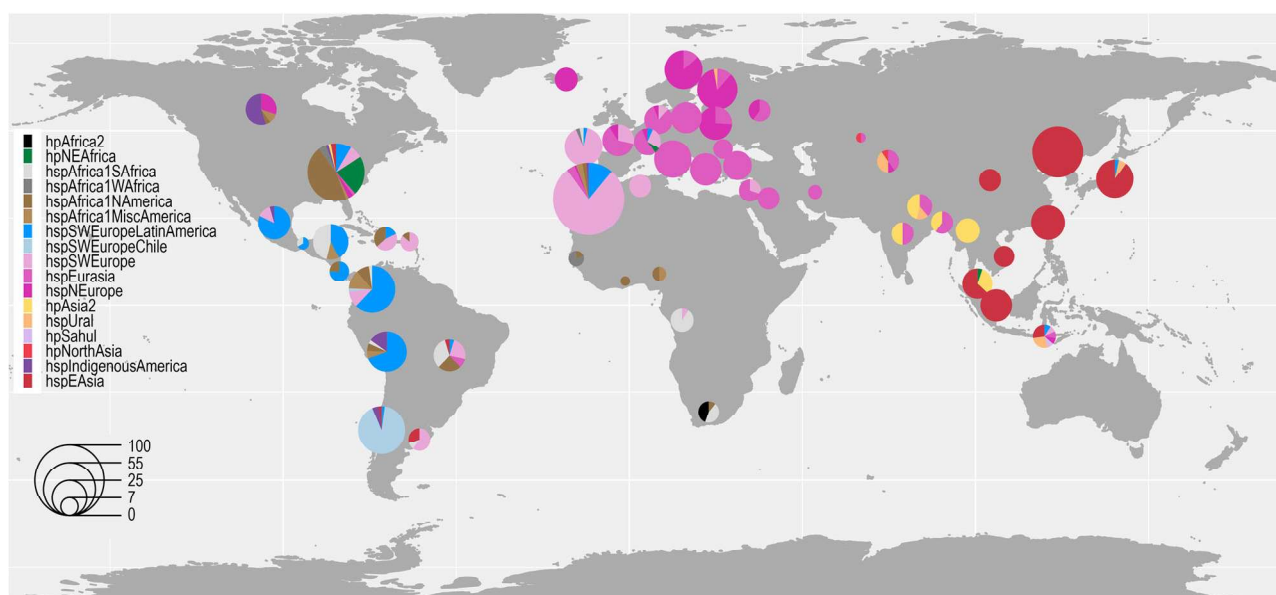 hpAfrica2
hpNEAfrica
hspAfrica1SAfrica
hspAfrica1WAfrica
hspAfrica1NAmerica
hspAfrica1MiscAmerica
hspSWEuropeLatinAmerica
hspSWEuropeChile
hspSWEurope
hspEurasia
hspNEurope
hpAsia2
hspUral
hpSahul
hpNorthAsia
hspIndigenousAmerica
hspEAsia
100
55
25
7
0